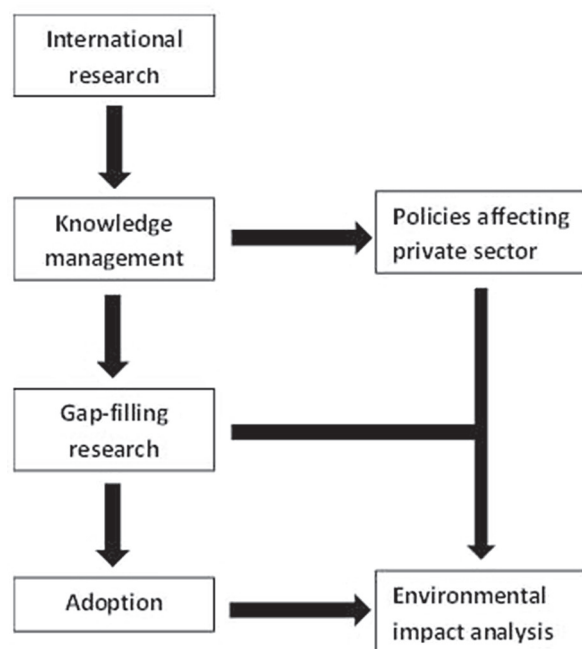 International
research
Knowledge
management
Policies affecting
private sector
Gap-filling
research
Adoption
Environmental
impact analysis